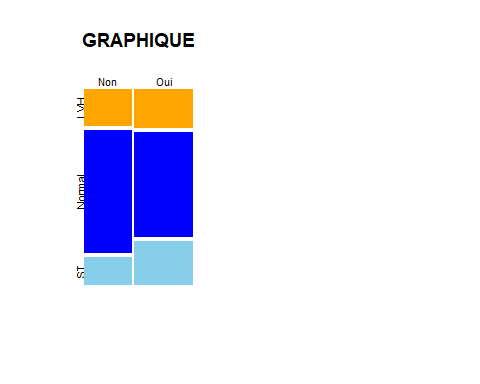 GRAPHIQUE
Non Oui
LVH
Normal
ST